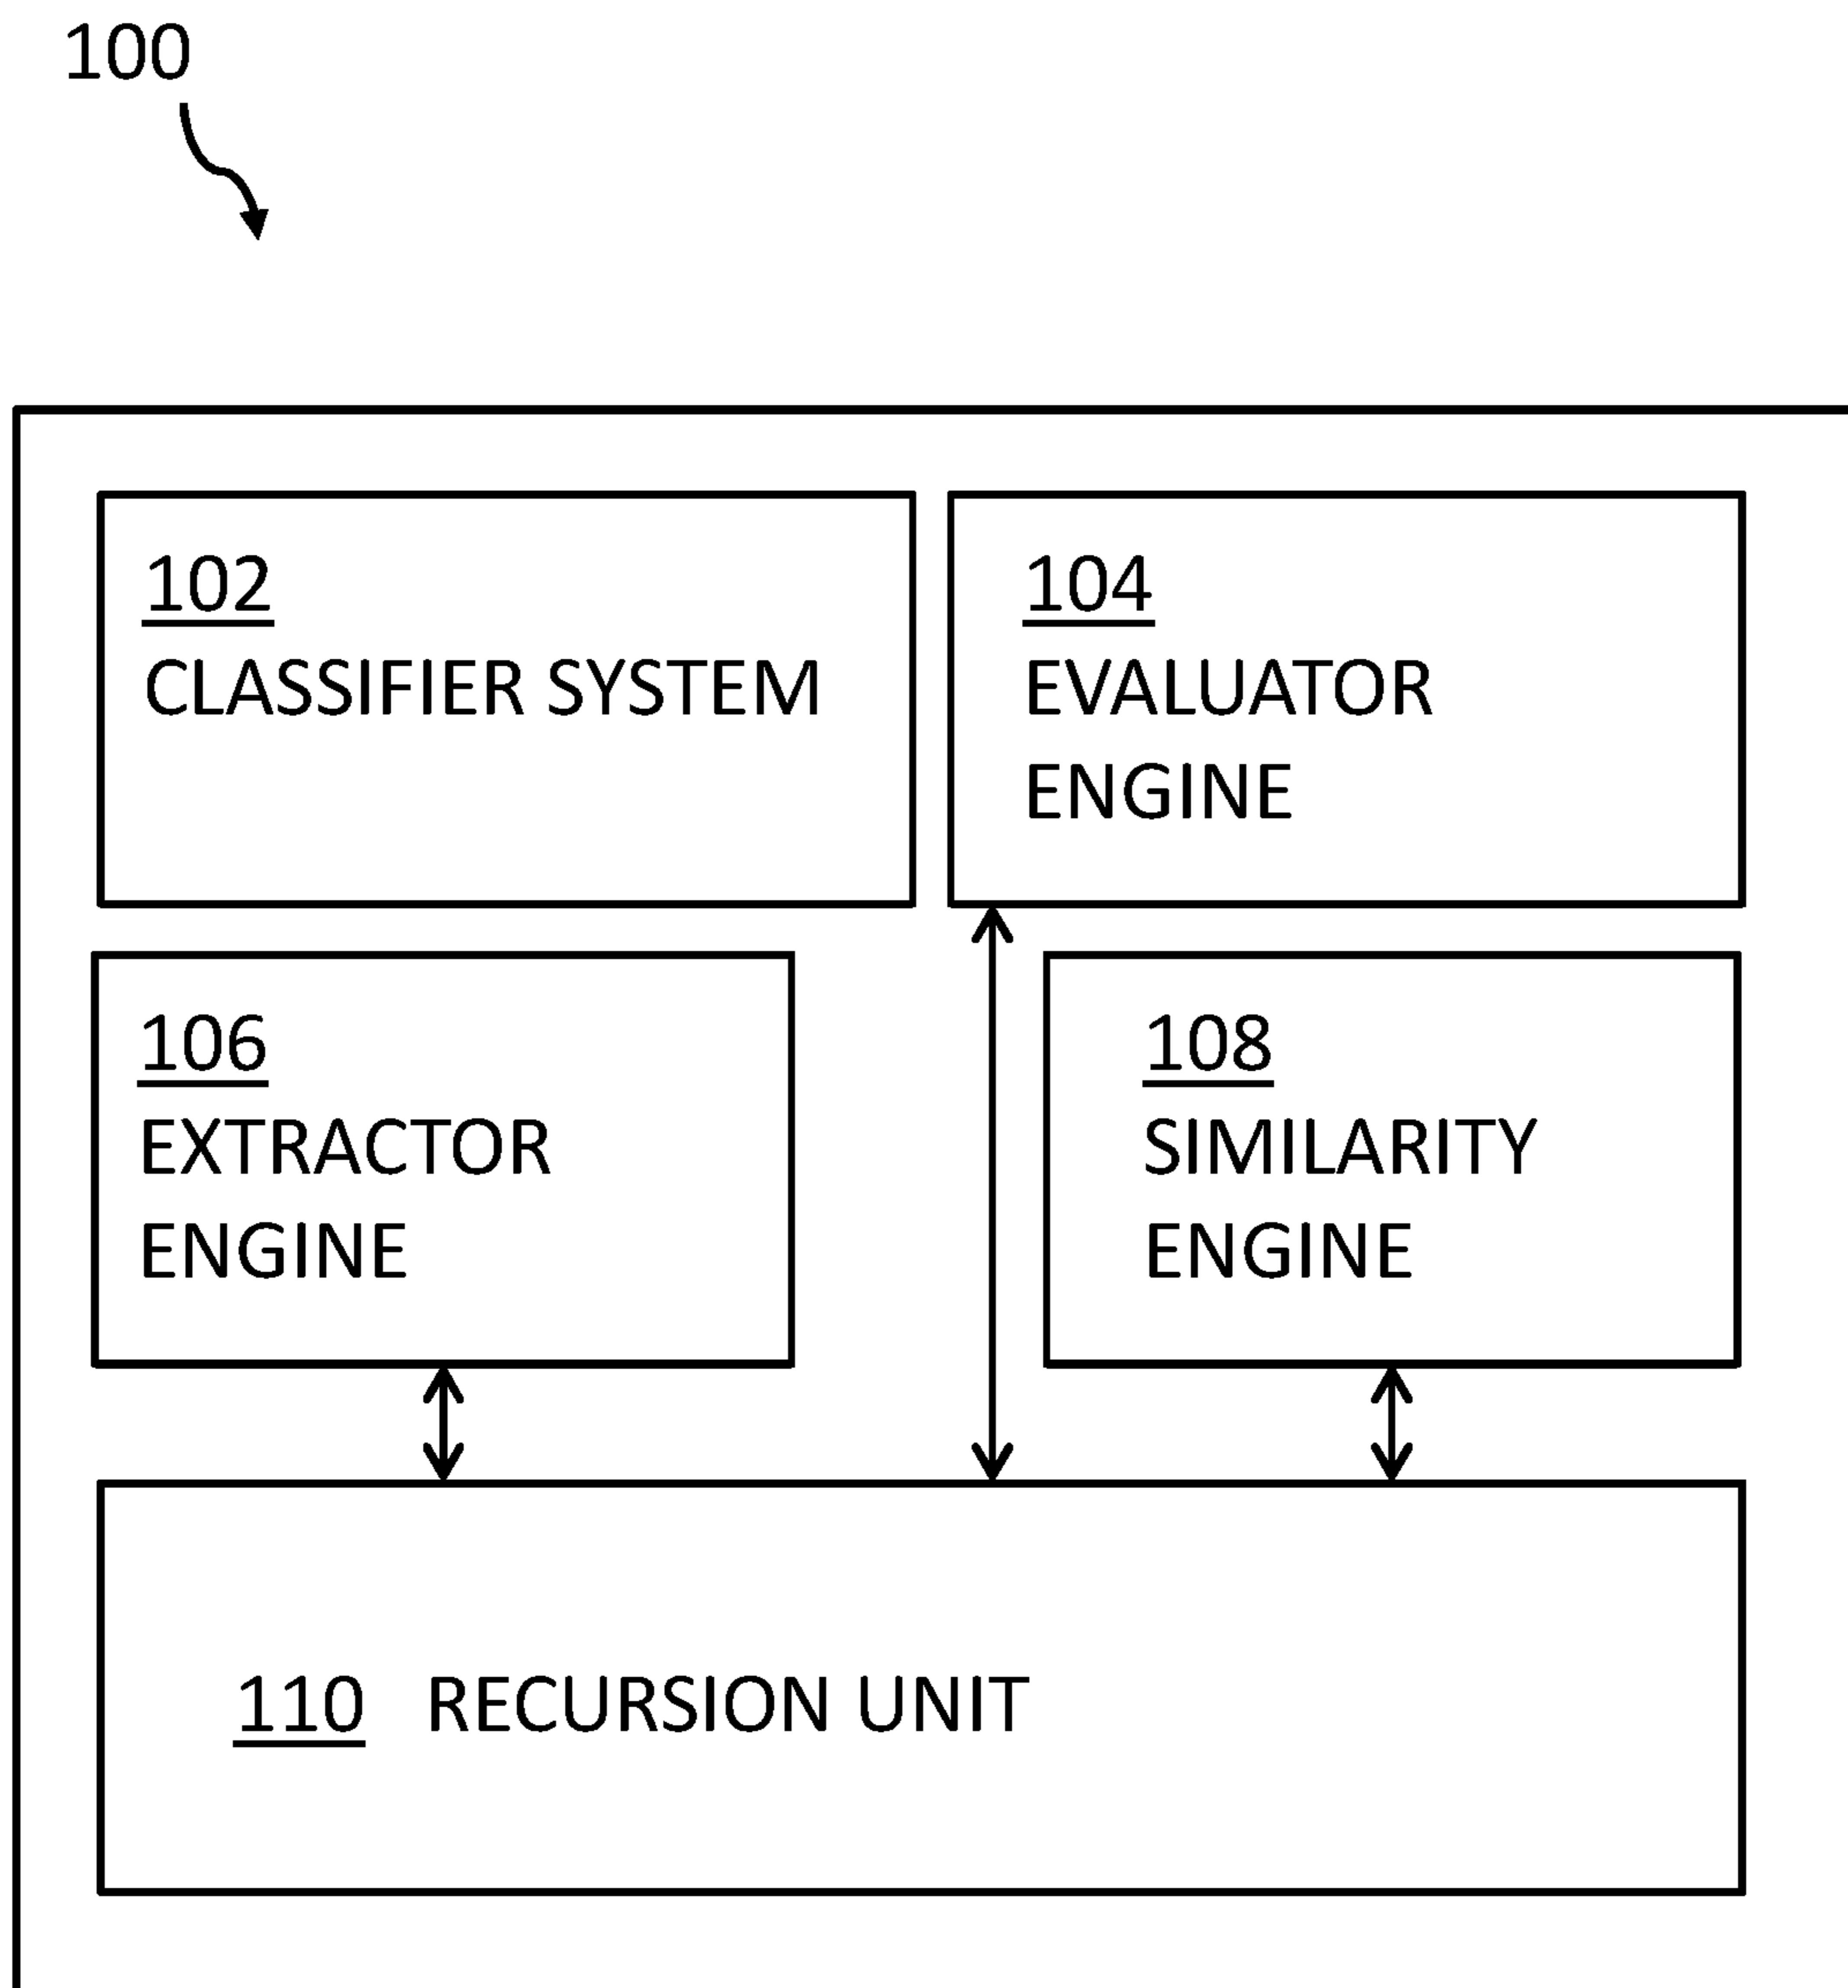 100
102
CLASSIFIER SYSTEM
104
EVALUATOR
ENGINE
106
EXTRACTOR
ENGINE
108
SIMILARITY
ENGINE
110 RECURSION UNIT